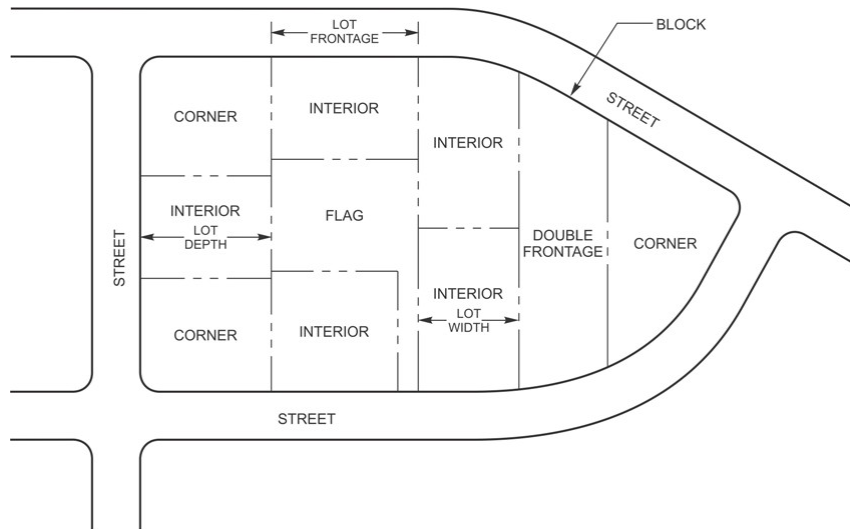 LOT
FRONTAGE
BLOCK
STREET
CORNER
INTERIOR
INTERIOR
INTERIOR
LOT
DEPTH
FLAG
STREET
DOUBLE
FRONTAGE
CORNER
INTERIOR
LOT
WIDTH
CORNER
INTERIOR
STREET